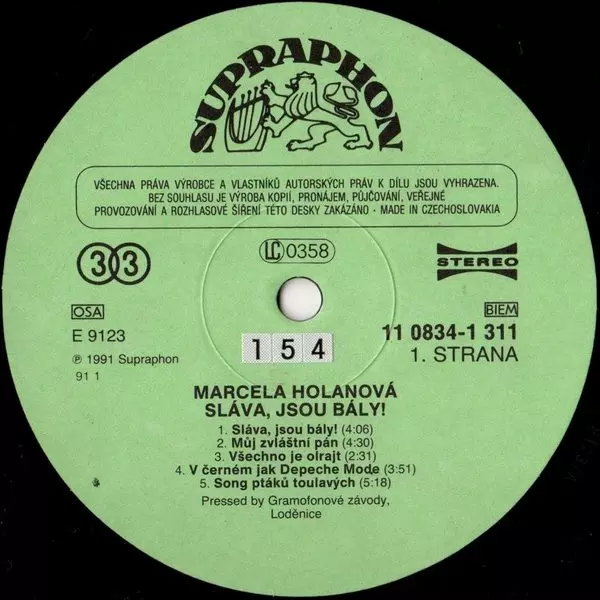 SUPRAPHON
VŠECHNA PRÁVA VÝROBCE A VLASTNÍKŮ AUTORSKÝCH PRÁV K DÍLU JSOU VYHRAZENA.
BEZ SOUHLASU JE VÝROBA KOPIÍ, PRONÁJEM, PŮJČOVÁNÍ, VEŘEJNÉ
PROVOZOVÁNÍ A ROZHLASOVÉ ŠÍŘENÍ TÉTO DESKY ZAKÁZÁNO · MADE IN CZECHOSLOVAKIA
33
LC 0358
STEREO
OSA
BIEM
E 9123
11 0834-1 311
℗ 1991 Supraphon
1. STRANA
91 1
154
MARCELA HOLANOVÁ
SLÁVA, JSOU BÁLY!
1. Sláva, jsou bály! (4:06)
2. Můj zvláštní pán (4:30)
3. Všechno je olrajt (2:31)
4. V černém jak Depeche Mode (3:51)
5. Song ptáků toulavých (5:18)
Pressed by Gramofonové závody,
Loděnice